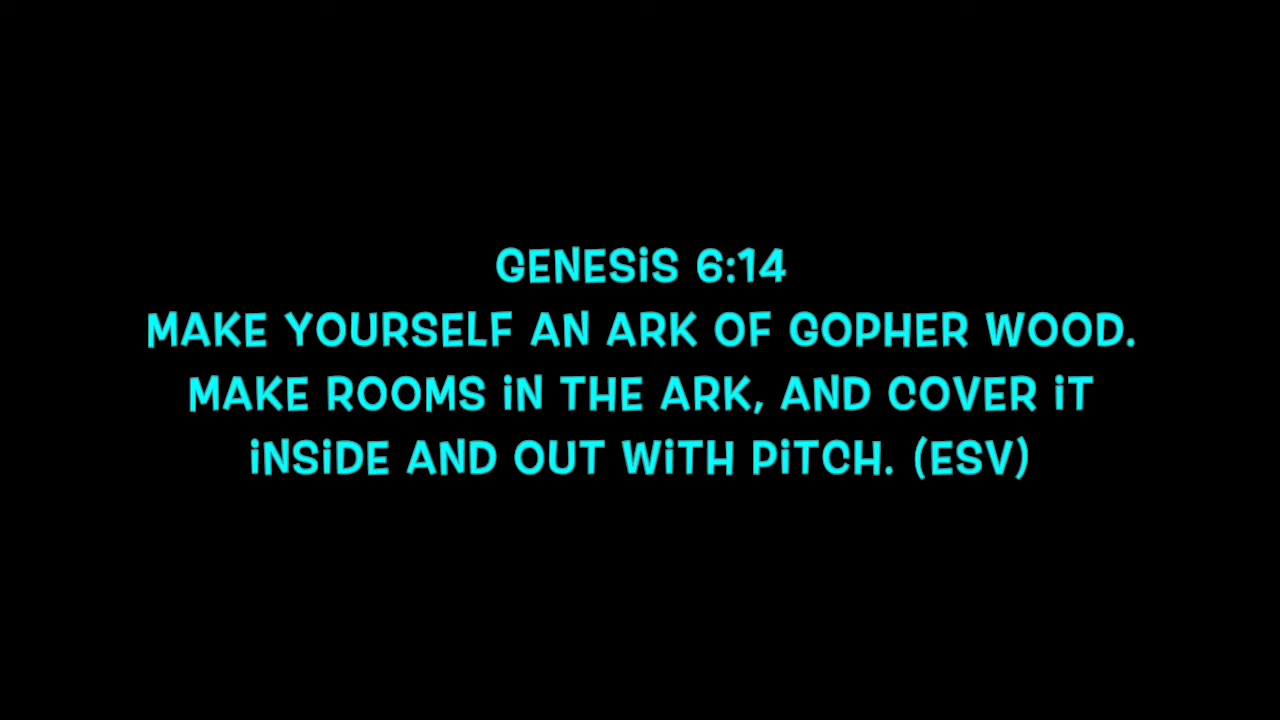 GENESiS 6:14
MAKE YOURSELF AN ARK OF GOPHER WOOD.
MAKE ROOMS iN THE ARK, AND COVER iT
iNSiDE AND OUT WiTH PiTCH. (ESV)